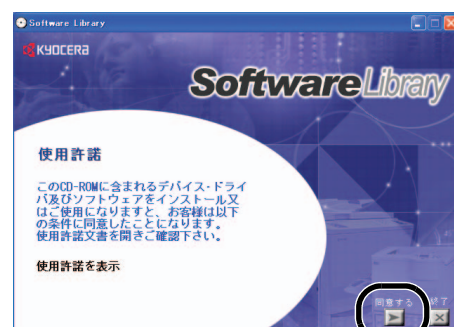 Software Library
KYOCERA
SoftwareLibrary
使用許諾
このCD-ROMに含まれるデバイス・ドライ
バ及びソフトウェアをインストール又
はご使用になりますと、お客様は以下
の条件に同意したことになります。
使用許諾文書を開きご確認下さい。
使用許諾を表示
同意する 終了